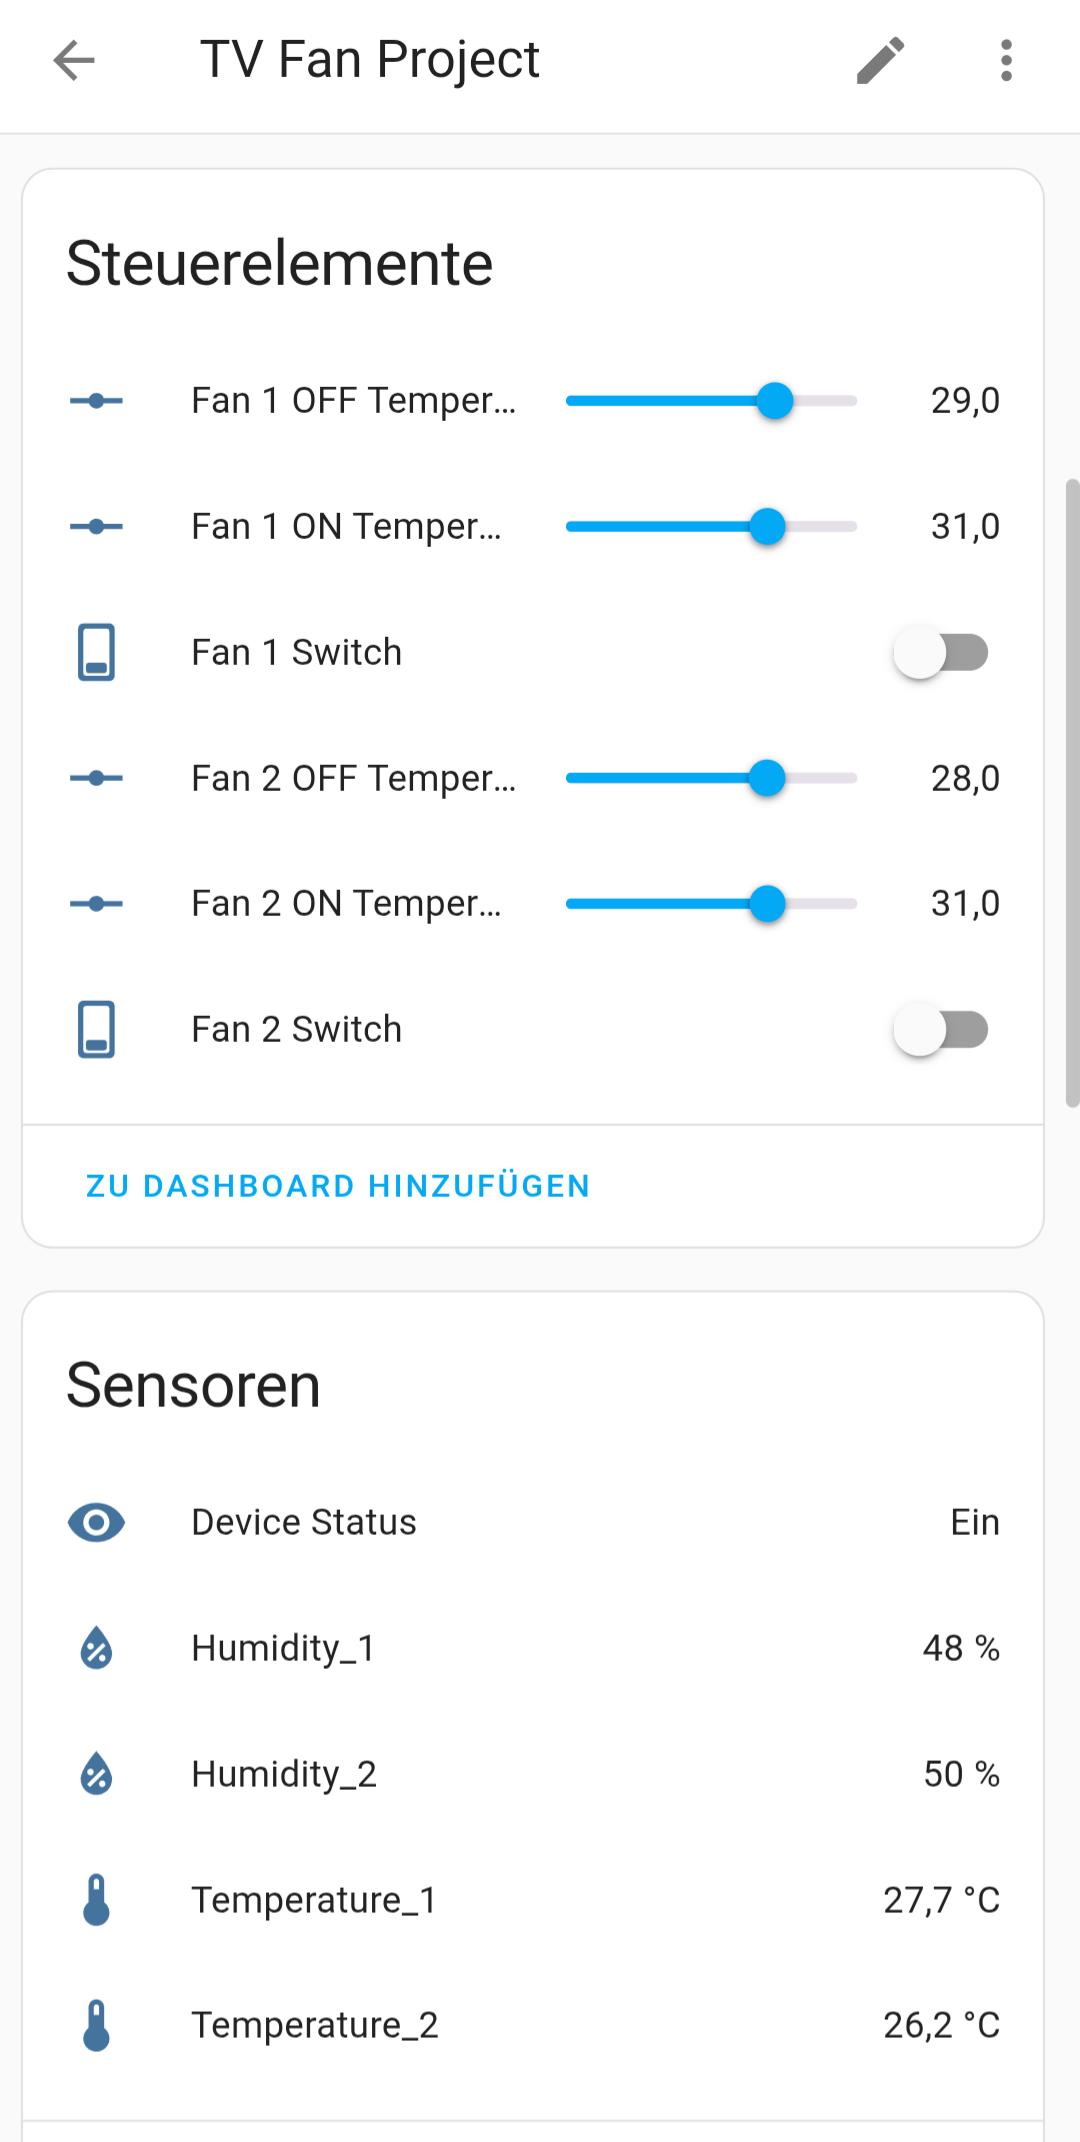 TV Fan Project
Steuerelemente
Fan 1 OFF Temper... 29,0
Fan 1 ON Temper... 31,0
Fan 1 Switch
Fan 2 OFF Temper... 28,0
Fan 2 ON Temper... 31,0
Fan 2 Switch
ZU DASHBOARD HINZUFÜGEN
Sensoren
Device Status Ein
Humidity_1 48 %
Humidity_2 50 %
Temperature_1 27,7 °C
Temperature_2 26,2 °C